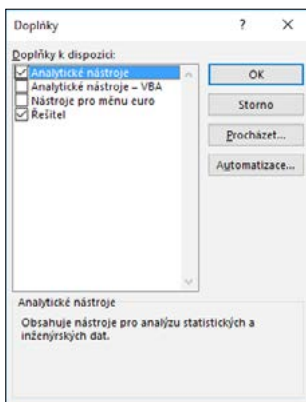 Doplňky
?
Doplňky k dispozici:
Analytické nástroje
Analytické nástroje – VBA
Nástroje pro měnu euro
Řešitel
OK
Storno
Procházet...
Automatizace...
Analytické nástroje
Obsahuje nástroje pro analýzu statistických a
inženýrských dat.